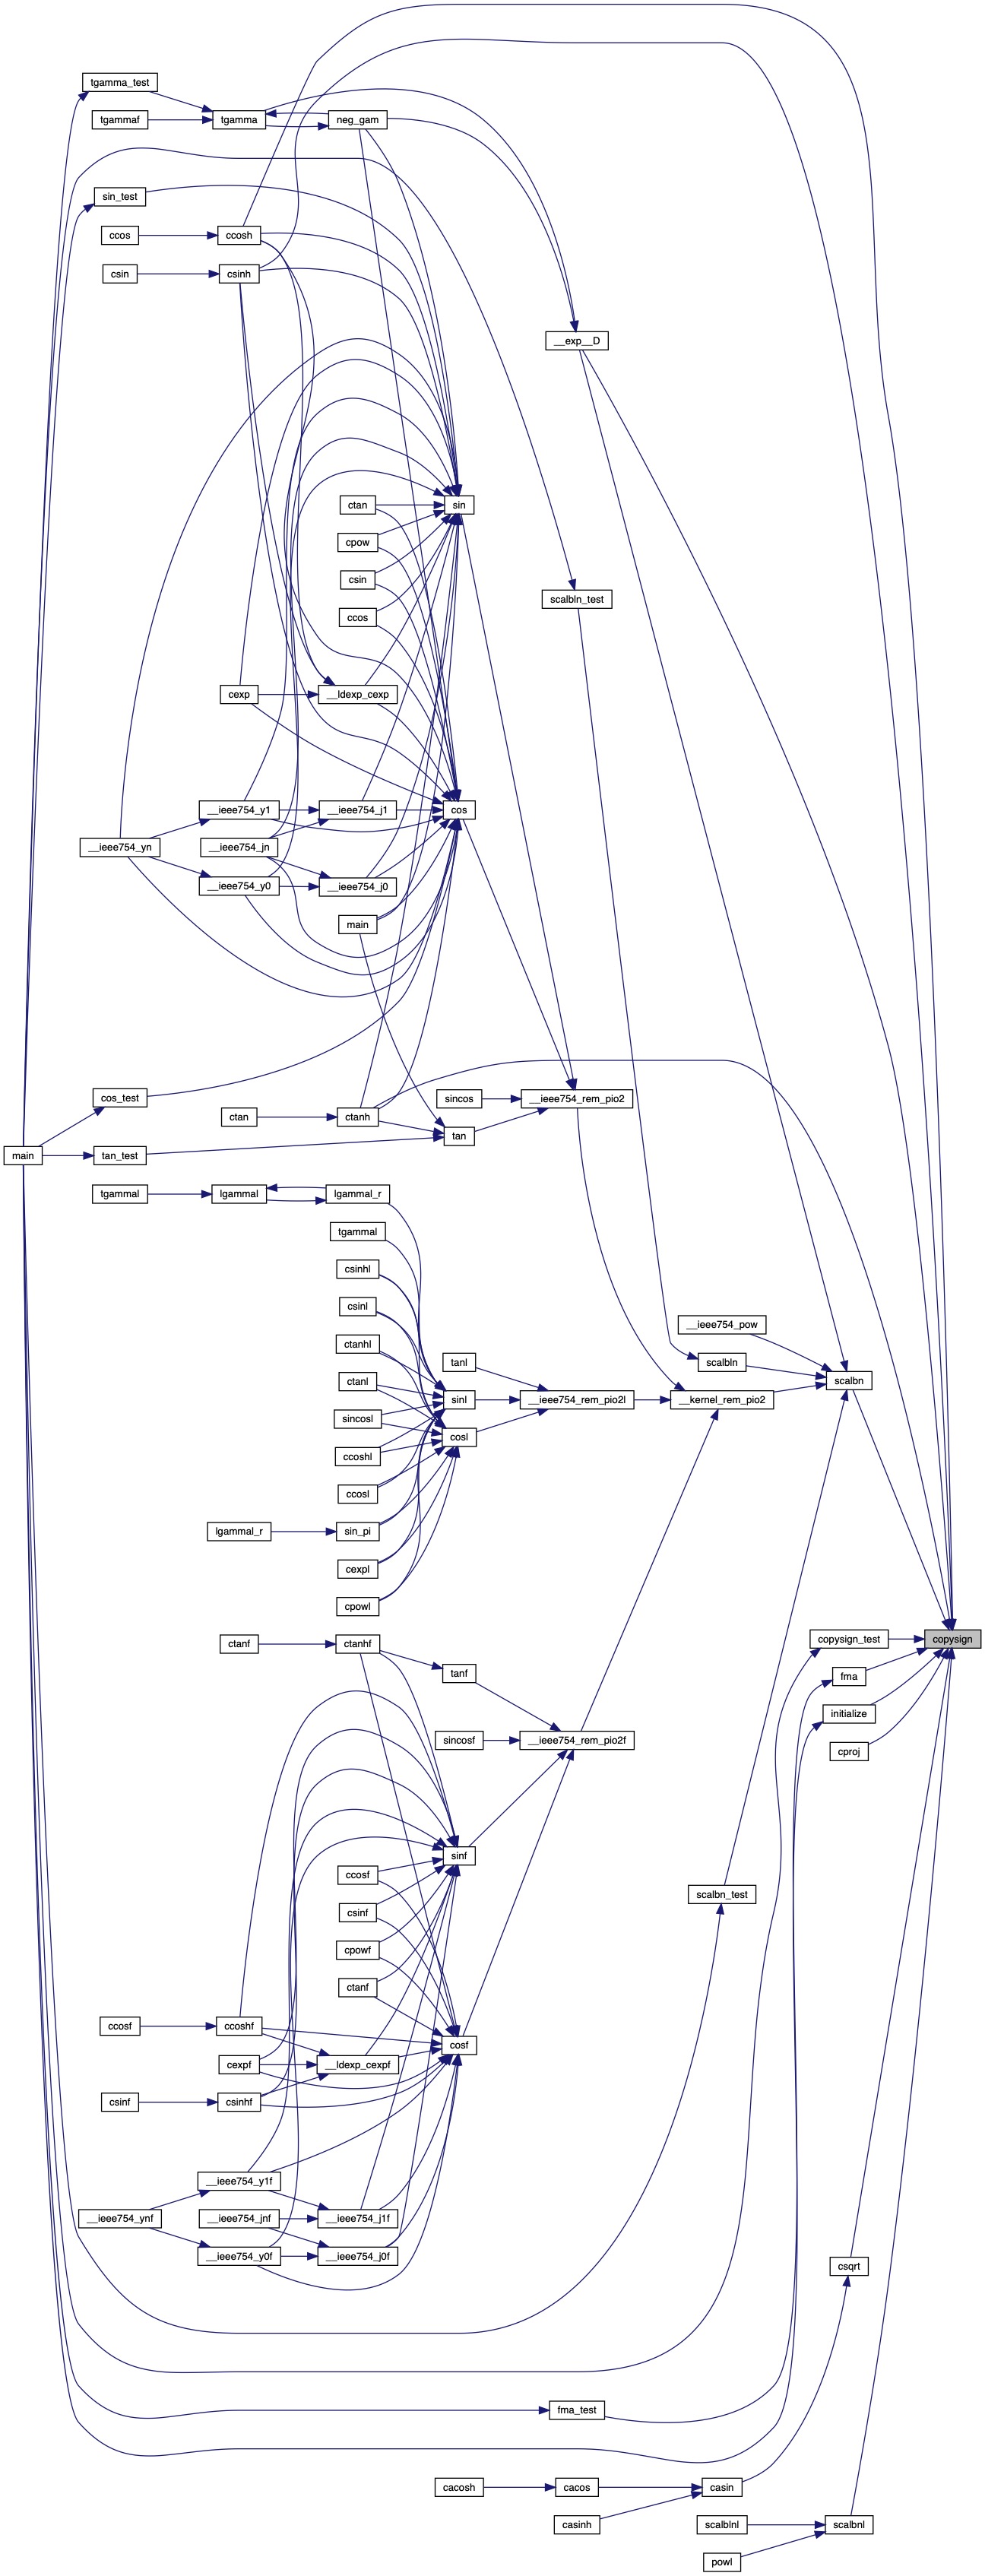 tgamma_test
tgammaf
tgamma
neg_gam
sin_test
ccos
ccosh
csin
csinh
__exp__D
ctan
sin
cpow
csin
scalbln_test
ccos
cexp
__ldexp_cexp
__ieee754_y1
__ieee754_j1
cos
__ieee754_yn
__ieee754_jn
__ieee754_y0
__ieee754_j0
main
cos_test
sincos
__ieee754_rem_pio2
ctan
ctanh
tan
main
tan_test
tgammal
lgammal
lgammal_r
tgammal
csinhl
csinl
__ieee754_pow
ctanhl
tanl
scalbln
ctanl
scalbn
sinl
__ieee754_rem_pio2l
__kernel_rem_pio2
sincosl
cosl
ccoshl
ccosl
lgammal_r
sin_pi
cexpl
cpowl
ctanf
ctanhf
copysign_test
copysign
tanf
fma
initialize
sincosf
__ieee754_rem_pio2f
cproj
sinf
ccosf
scalbn_test
csinf
cpowf
ctanf
ccosf
ccoshf
cosf
cexpf
__ldexp_cexpf
csinf
csinhf
__ieee754_y1f
__ieee754_ynf
__ieee754_jnf
__ieee754_j1f
__ieee754_y0f
__ieee754_j0f
csqrt
fma_test
cacosh
cacos
casin
casinh
scalblnl
scalbnl
powl